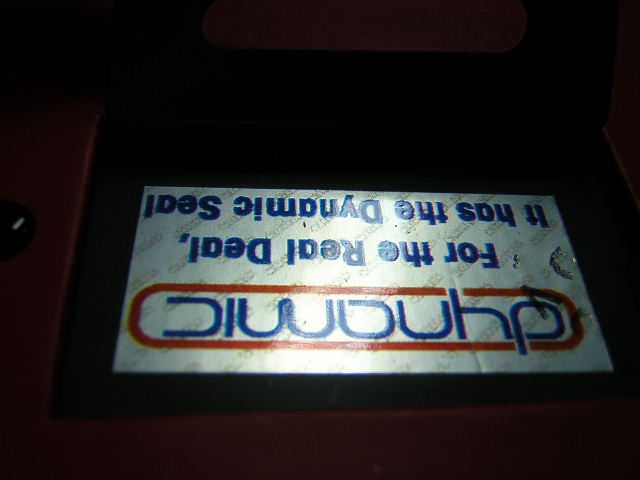 dynamic
For the Real Deal,
It has the Dynamic Seal